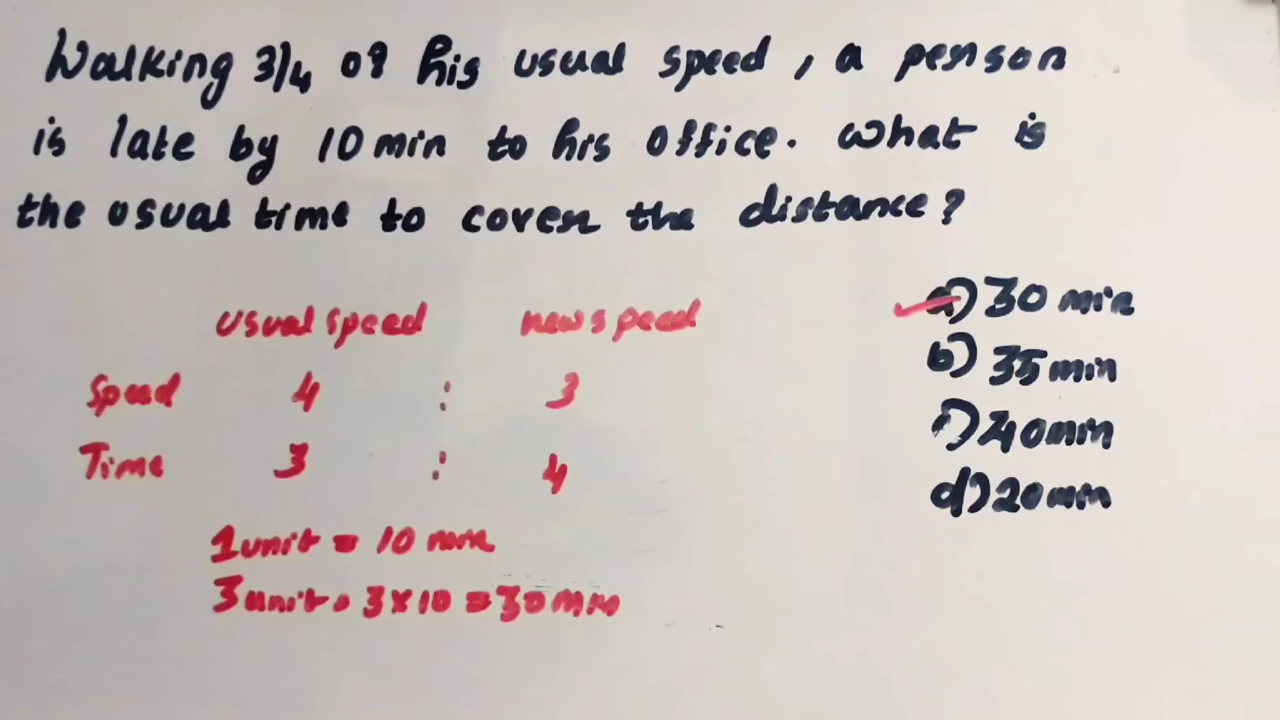 Walking 3/4 of his usual speed, a person
is late by 10 min to his office. What is
the usual time to cover the distance?
usual speed new speed
Speed 4 : 3
Time 3 : 4
1 unit = 10 min
3 unit = 3 x 10 = 30 min
a) 30 min
b) 35 min
c) 40 min
d) 20 min